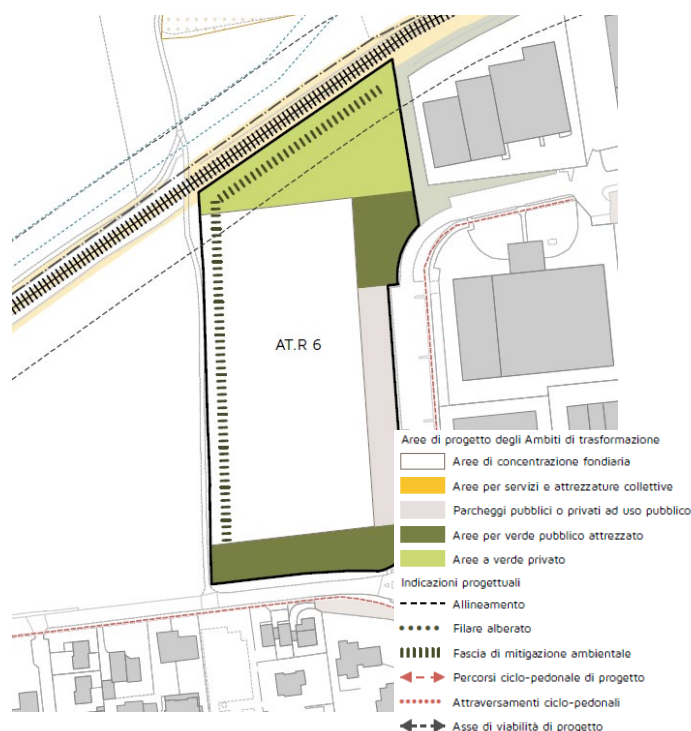 AT.R 6
Aree di progetto degli Ambiti di trasformazione
Aree di concentrazione fondiaria
Aree per servizi e attrezzature collettive
Parcheggi pubblici o privati ad uso pubblico
Aree per verde pubblico attrezzato
Aree a verde privato
Indicazioni progettuali
Allineamento
Filare alberato
Fascia di mitigazione ambientale
Percorsi ciclo-pedonale di progetto
Attraversamenti ciclo-pedonali
Asse di viabilità di progetto